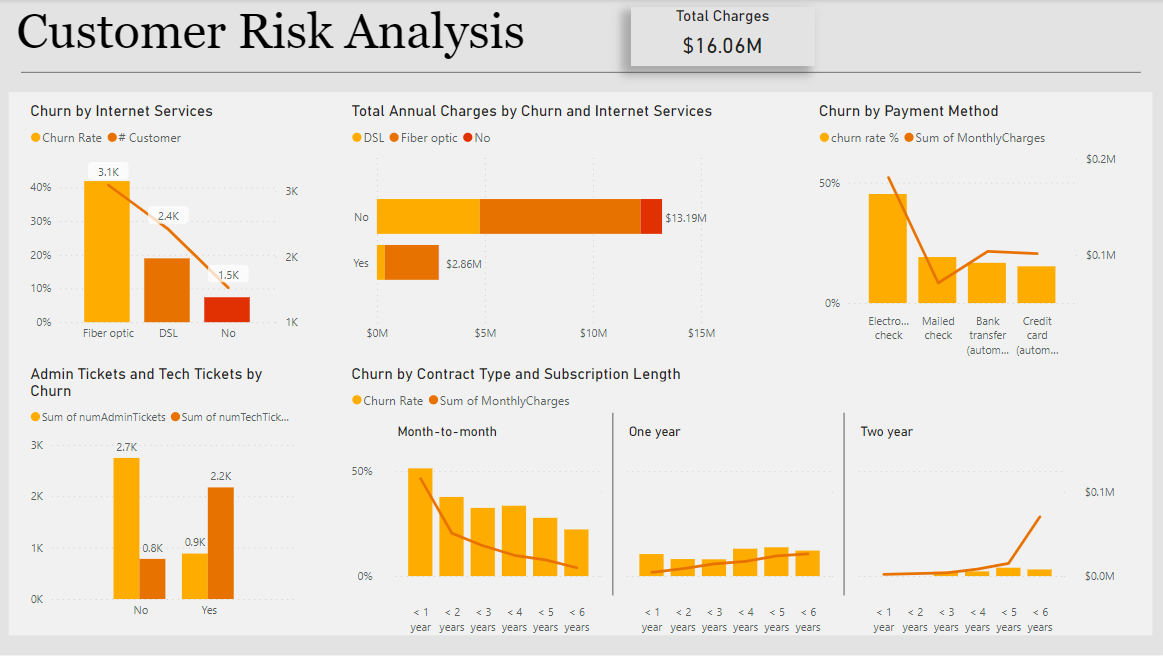 Customer Risk Analysis
Total Charges
$16.06M
Churn by Internet Services
Churn Rate # Customer
3.1K
2.4K
1.5K
40%
30%
20%
10%
0%
3K
2K
1K
Fiber optic DSL No
Total Annual Charges by Churn and Internet Services
DSL Fiber optic No
No $13.19M
Yes $2.86M
$0M $5M $10M $15M
Churn by Payment Method
churn rate % Sum of MonthlyCharges
50%
0%
$0.2M
$0.1M
Electro...
check
Mailed
check
Bank
transfer
(autom...
Credit
card
(autom...
Admin Tickets and Tech Tickets by
Churn
Sum of numAdminTickets Sum of numTechTick...
3K
2K
1K
0K
2.7K
0.8K
0.9K
2.2K
No Yes
Churn by Contract Type and Subscription Length
Churn Rate Sum of MonthlyCharges
Month-to-month One year Two year
50%
0%
$0.1M
$0.0M
< 1 < 2 < 3 < 4 < 5 < 6
year years years years years years
< 1 < 2 < 3 < 4 < 5 < 6
year years years years years years
< 1 < 2 < 3 < 4 < 5 < 6
year years years years years years